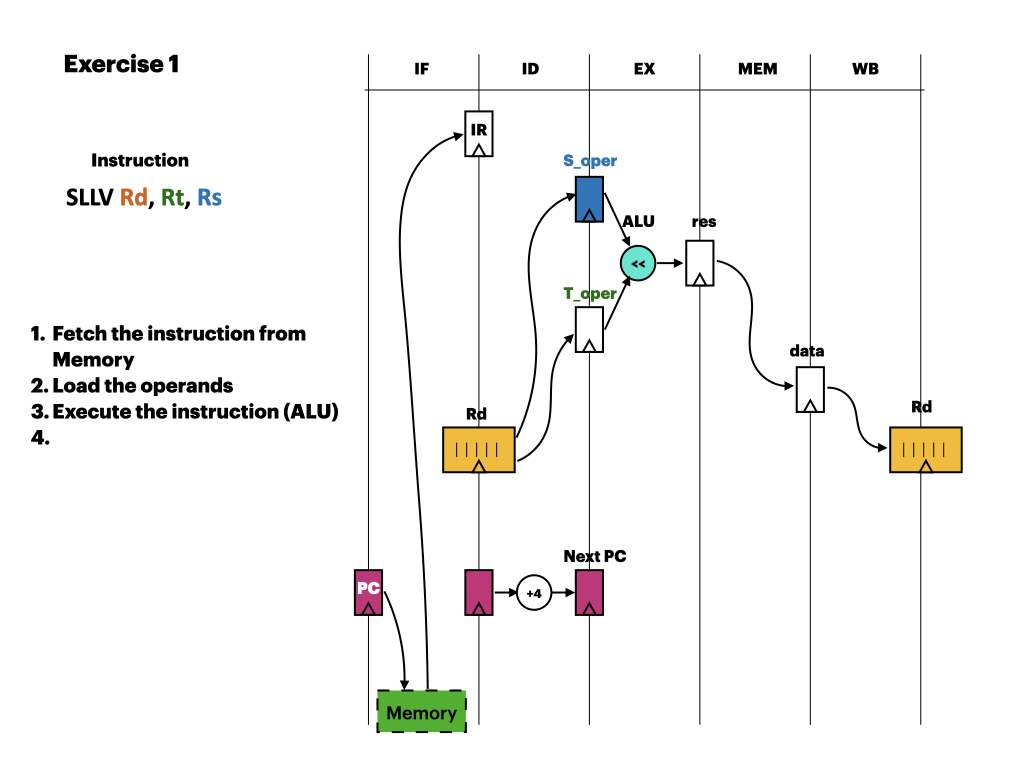 Exercise 1
IF ID EX MEM WB
IR
Instruction
SLLV Rd, Rt, Rs
S_oper
ALU
res
<<
T_oper
1. Fetch the instruction from
Memory
2. Load the operands
3. Execute the instruction (ALU)
4.
data
Rd
Rd
Next PC
PC
+4
Memory